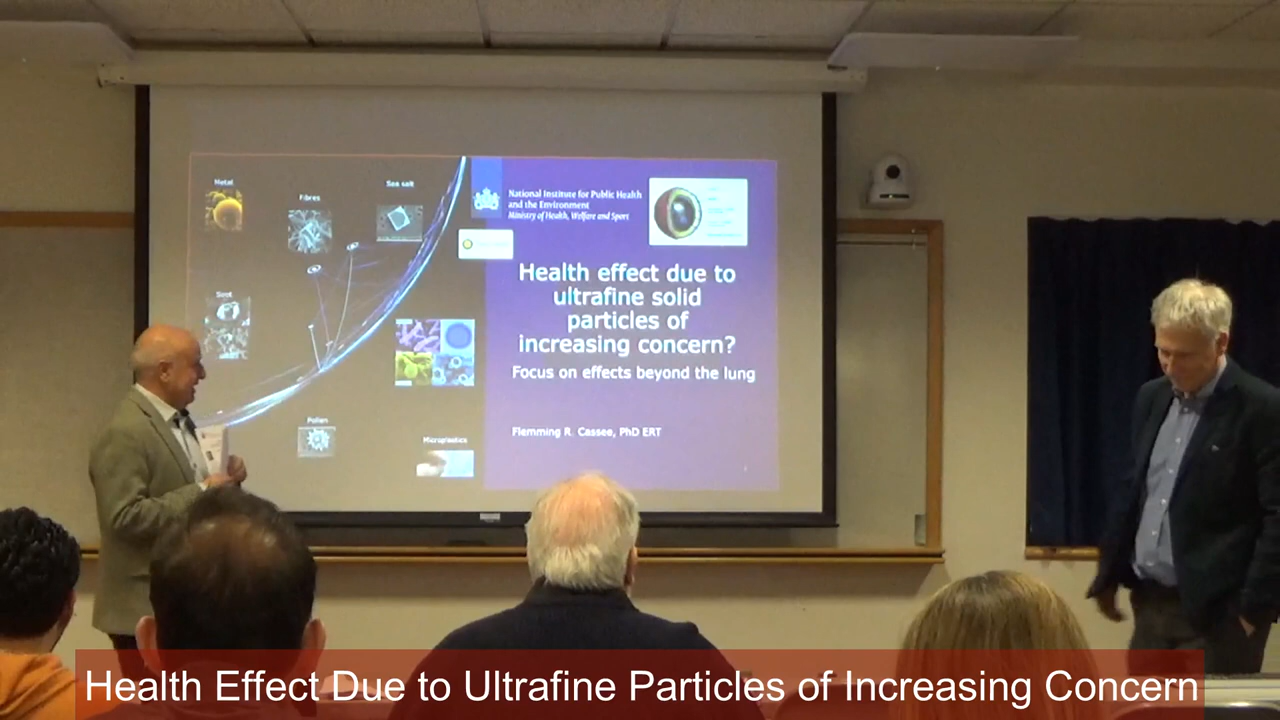 Metal
Fibres
Sea salt
Soot
Pollen
Microplastics
National Institute for Public Health
and the Environment
Ministry of Health, Welfare and Sport
Health effect due to
ultrafine solid
particles of
increasing concern?
Focus on effects beyond the lung
Flemming R. Cassee, PhD ERT
Health Effect Due to Ultrafine Particles of Increasing Concern